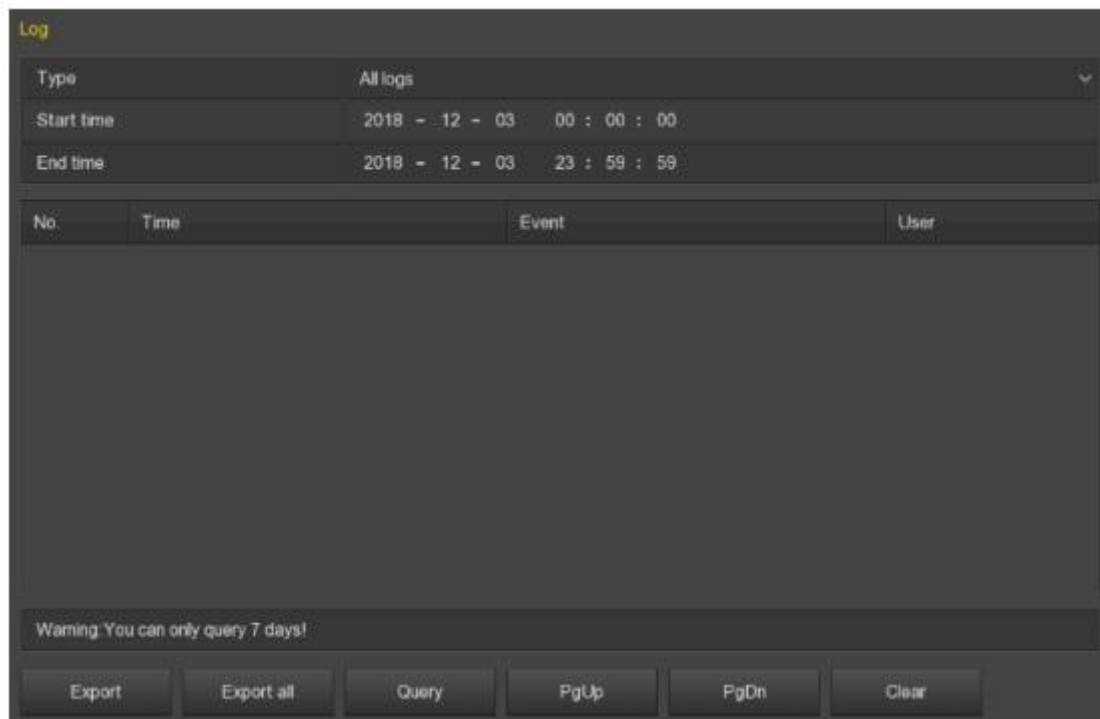 Log
Type All logs
Start time 2018 - 12 - 03 00 : 00 : 00
End time 2018 - 12 - 03 23 : 59 : 59
No. Time Event User
Warning:You can only query 7 days!
Export Export all Query PgUp PgDn Clear